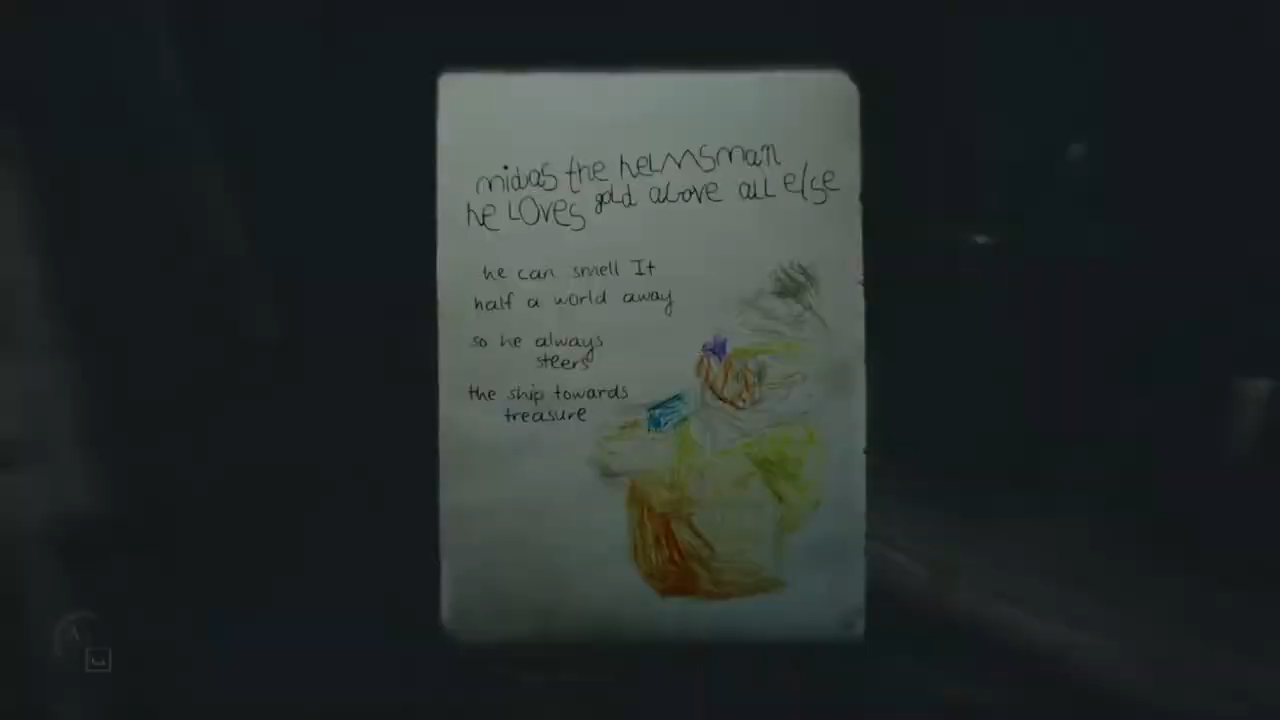 midas the helmsman
he loves gold above all else
he can smell It
half a world away
so he always
steers
the ship towards
treasure